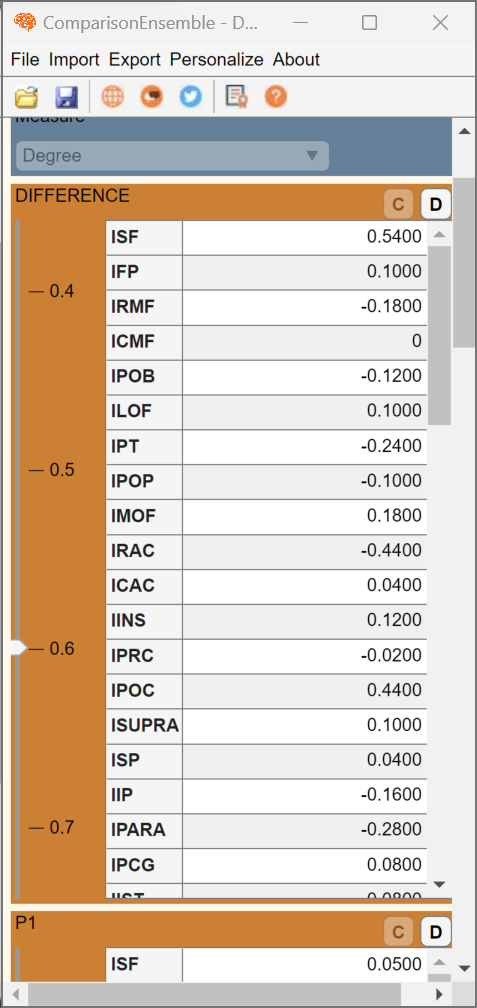 ComparisonEnsemble - D...
File Import Export Personalize About
Measure
Degree
DIFFERENCE
C D
ISF 0.5400
IFP 0.1000
0.4
IRMF -0.1800
ICMF 0
IPOB -0.1200
ILOF 0.1000
IPT -0.2400
0.5
IPOP -0.1000
IMOF 0.1800
IRAC -0.4400
ICAC 0.0400
IINS 0.1200
0.6
IPRC -0.0200
IPOC 0.4400
ISUPRA 0.1000
ISP 0.0400
IIP -0.1600
0.7
IPARA -0.2800
IPCG 0.0800
IIST 0.0800
P1
C D
ISF 0.0500